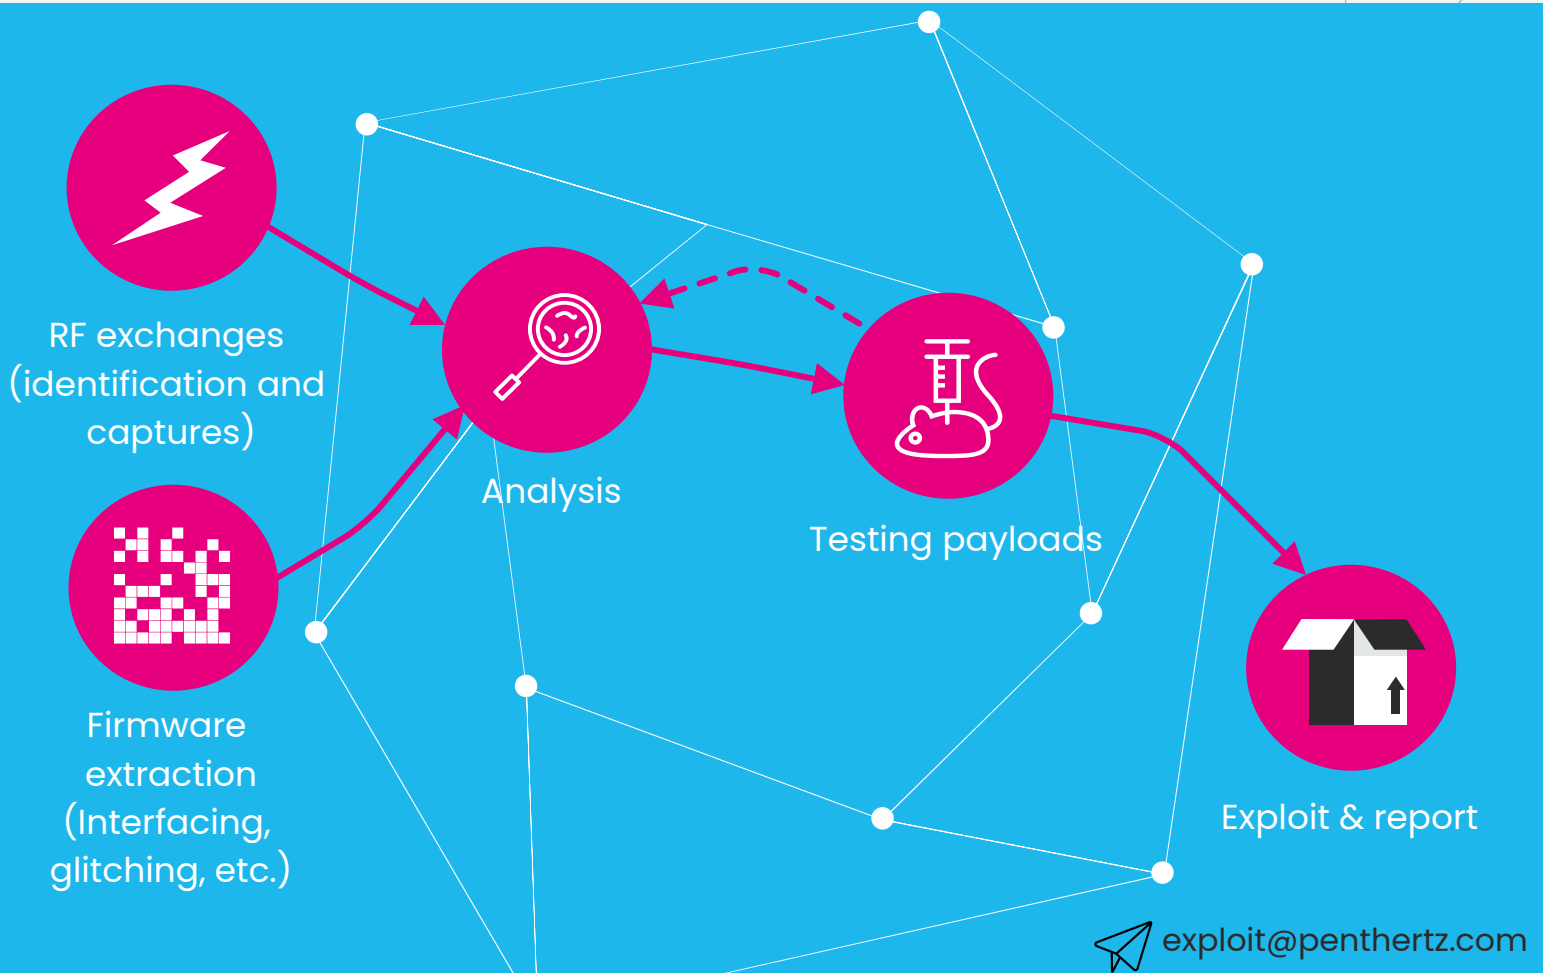 RF exchanges
(identification and
captures)
Analysis
Testing payloads
Firmware
extraction
(Interfacing,
glitching, etc.)
Exploit & report
exploit@penthertz.com